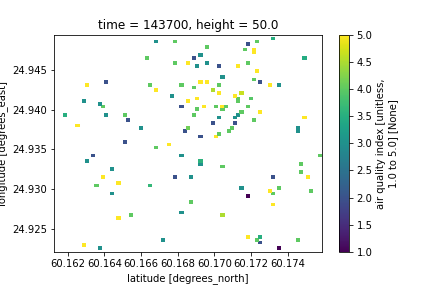 time = 143700, height = 50.0
24.945
24.940
24.935
24.930
24.925
longitude [degrees_east]
60.162 60.164 60.166 60.168 60.170 60.172 60.174
latitude [degrees_north]
5.0
4.5
4.0
3.5
3.0
2.5
2.0
1.5
1.0
air quality index [unitless,
1.0 to 5.0] [None]